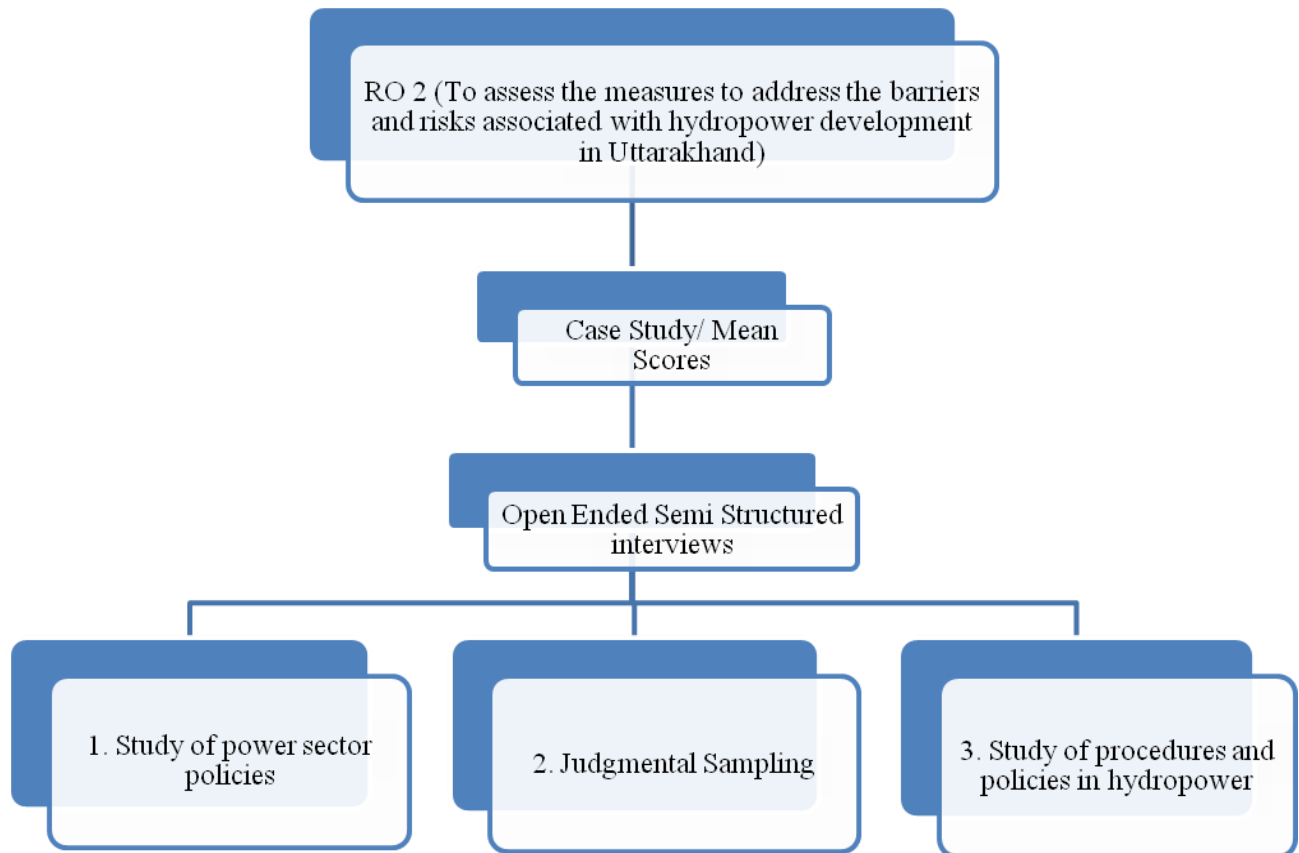 RO 2 (To assess the measures to address the barriers
and risks associated with hydropower development
in Uttarakhand)
Case Study/ Mean
Scores
Open Ended Semi Structured
interviews
1. Study of power sector
policies
2. Judgmental Sampling
3. Study of procedures and
policies in hydropower